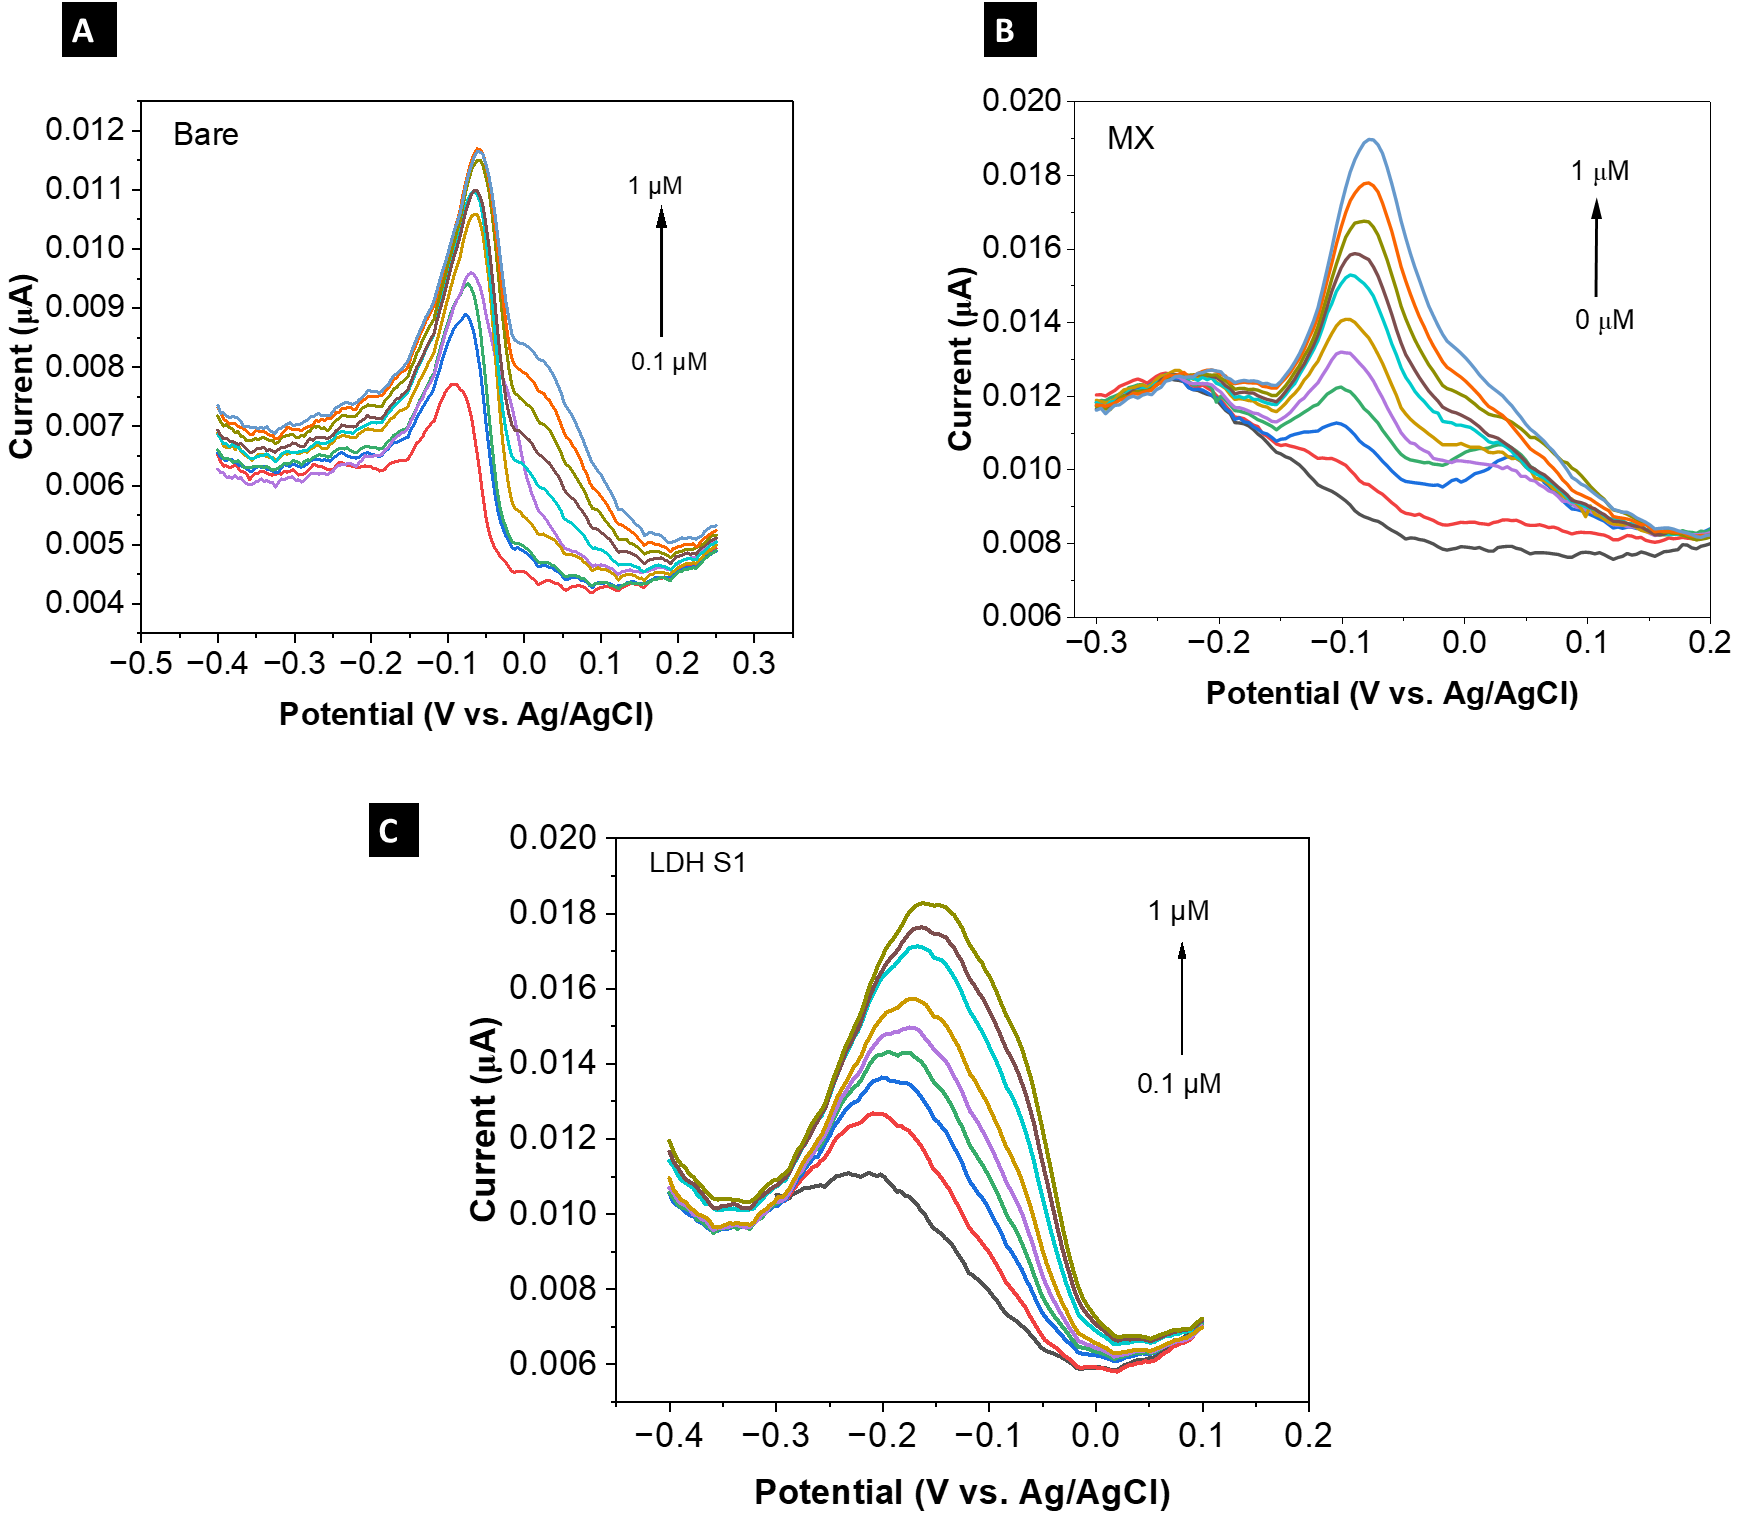 A
Bare
1 µM
0.1 µM
Current (µA)
0.012
0.011
0.010
0.009
0.008
0.007
0.006
0.005
0.004
−0.5 −0.4 −0.3 −0.2 −0.1 0.0 0.1 0.2 0.3
Potential (V vs. Ag/AgCl)
B
MX
1 µM
0 µM
Current (µA)
0.020
0.018
0.016
0.014
0.012
0.010
0.008
0.006
−0.3 −0.2 −0.1 0.0 0.1 0.2
Potential (V vs. Ag/AgCl)
C
LDH S1
1 µM
0.1 µM
Current (µA)
0.020
0.018
0.016
0.014
0.012
0.010
0.008
0.006
−0.4 −0.3 −0.2 −0.1 0.0 0.1 0.2
Potential (V vs. Ag/AgCl)